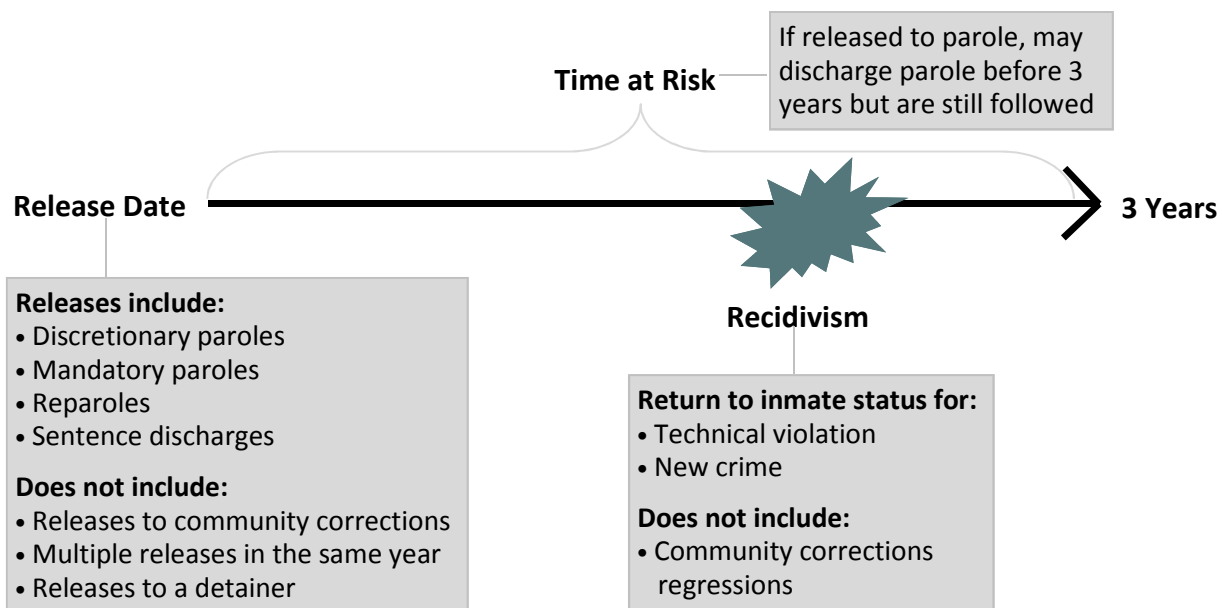 If released to parole, may
discharge parole before 3
years but are still followed
Time at Risk
Release Date
3 Years
Releases include:
• Discretionary paroles
• Mandatory paroles
• Reparoles
• Sentence discharges
Does not include:
• Releases to community corrections
• Multiple releases in the same year
• Releases to a detainer
Recidivism
Return to inmate status for:
• Technical violation
• New crime
Does not include:
• Community corrections
regressions